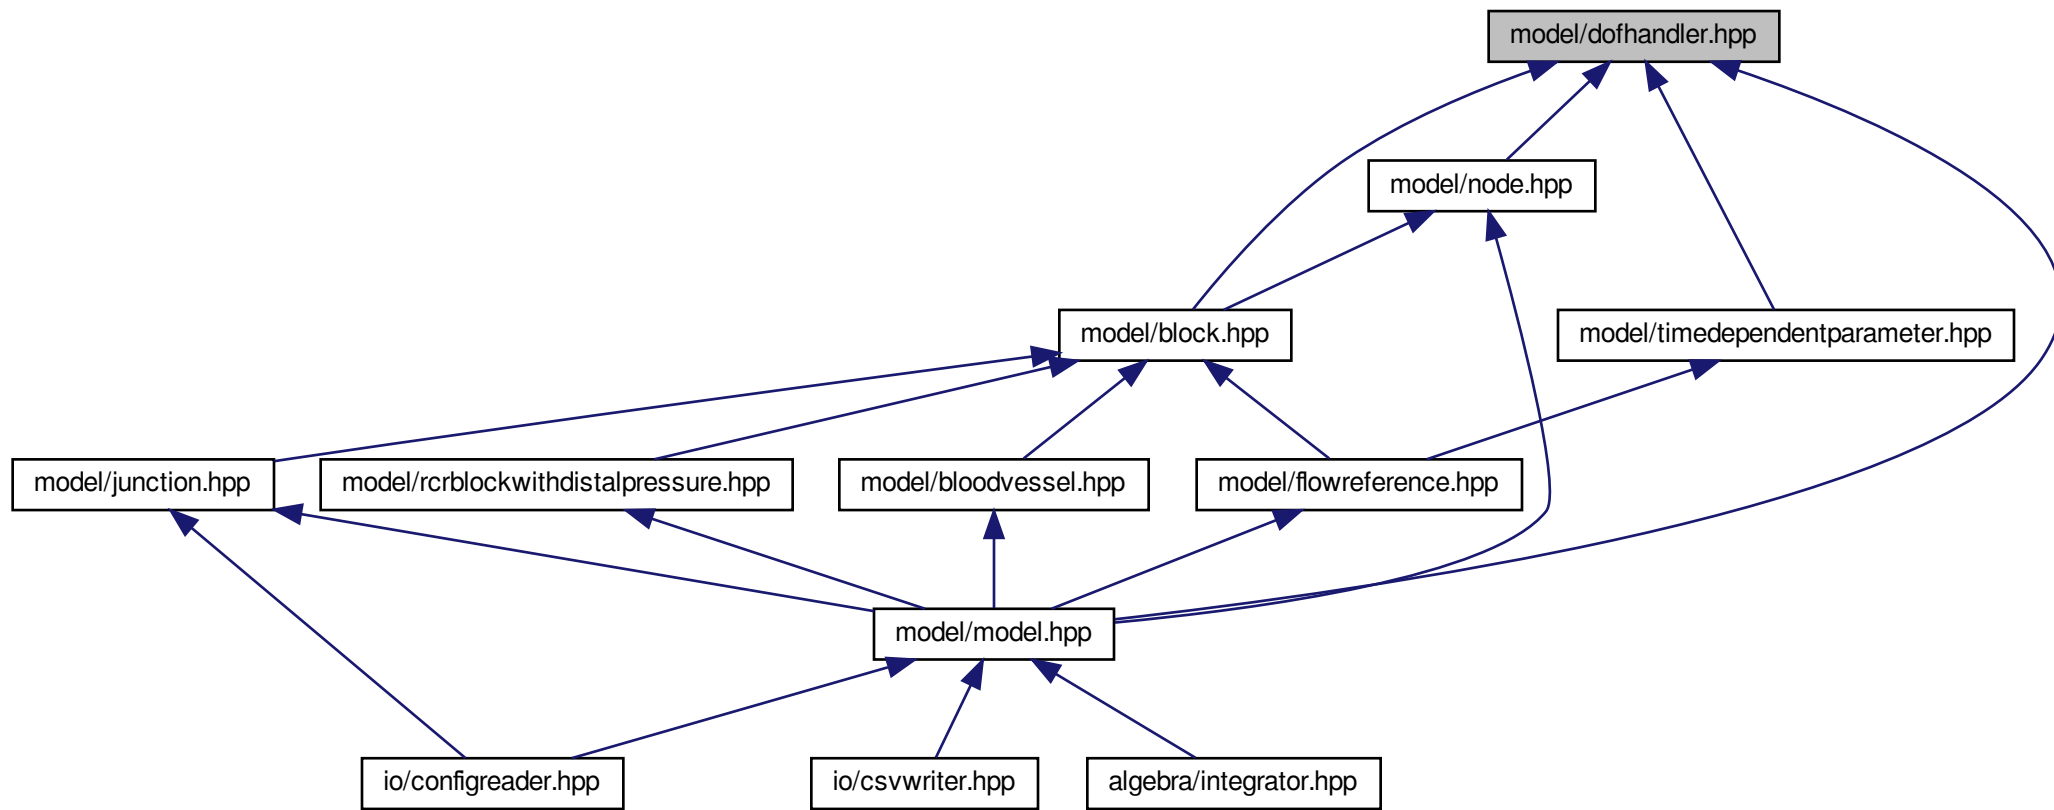 model/dofhandler.hpp
model/node.hpp
model/block.hpp
model/timedependentparameter.hpp
model/junction.hpp
model/rcrblockwithdistalpressure.hpp
model/bloodvessel.hpp
model/flowreference.hpp
model/model.hpp
io/configreader.hpp
io/csvwriter.hpp
algebra/integrator.hpp